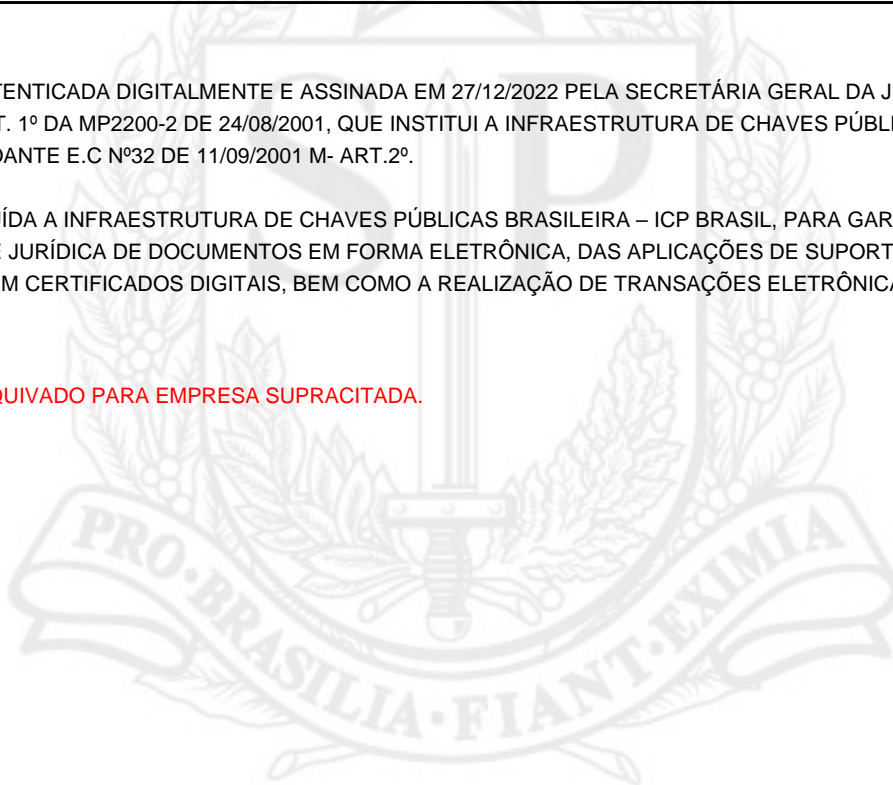 TENTICADA DIGITALMENTE E ASSINADA EM 27/12/2022 PELA SECRETÁRIA GERAL DA J
T. 1º DA MP2200-2 DE 24/08/2001, QUE INSTITUI A INFRAESTRUTURA DE CHAVES PÚBL
DANTE E.C Nº32 DE 11/09/2001 M- ART.2º.
UÍDA A INFRAESTRUTURA DE CHAVES PÚBLICAS BRASILEIRA – ICP BRASIL, PARA GAR
E JURÍDICA DE DOCUMENTOS EM FORMA ELETRÔNICA, DAS APLICAÇÕES DE SUPORT
M CERTIFICADOS DIGITAIS, BEM COMO A REALIZAÇÃO DE TRANSAÇÕES ELETRÔNICA
QUIVADO PARA EMPRESA SUPRACITADA.
SP
PRO·BRASILIA·FIANT·EXIMIA